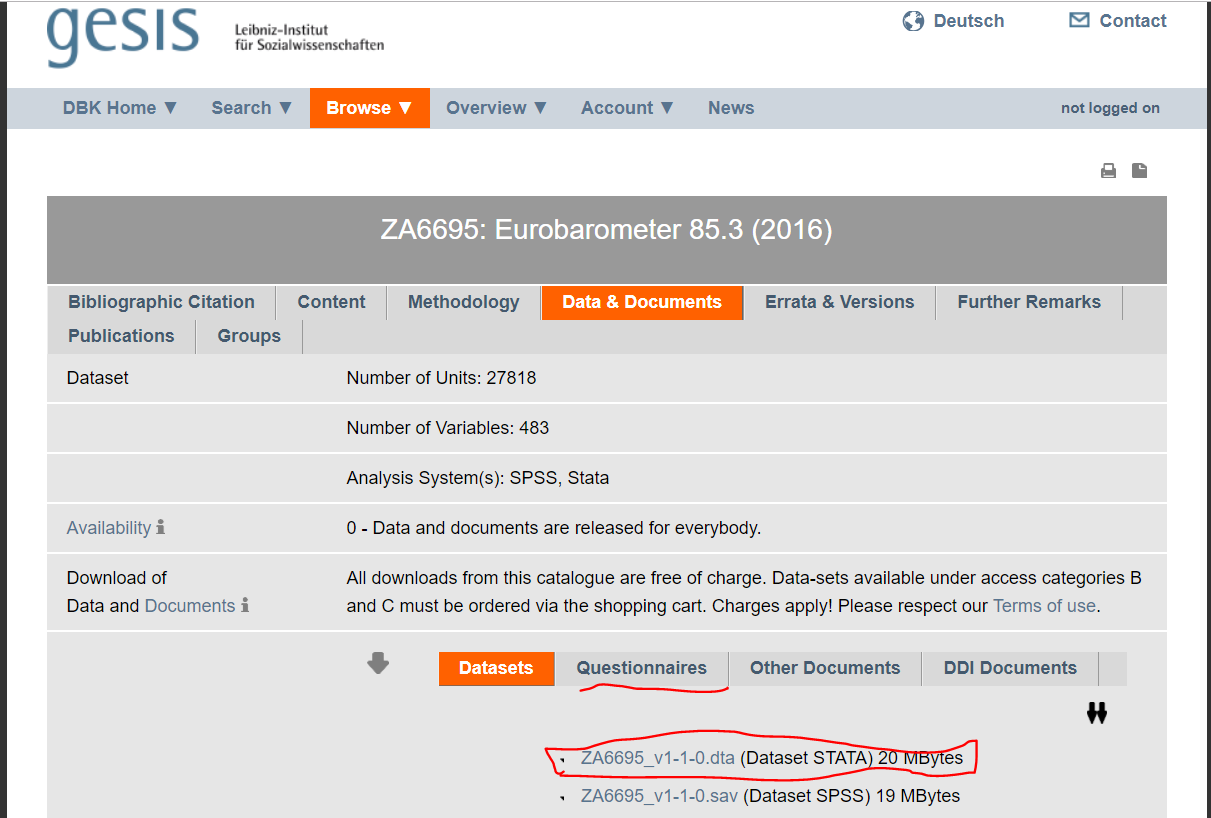 gesis
Leibniz-Institut
für Sozialwissenschaften
Deutsch
Contact
DBK Home ▼ Search ▼ Browse ▼ Overview ▼ Account ▼ News not logged on
ZA6695: Eurobarometer 85.3 (2016)
Bibliographic Citation Content Methodology Data & Documents Errata & Versions Further Remarks
Publications Groups
Dataset Number of Units: 27818
Number of Variables: 483
Analysis System(s): SPSS, Stata
Availability 0 - Data and documents are released for everybody.
Download of All downloads from this catalogue are free of charge. Data-sets available under access categories B
Data and Documents and C must be ordered via the shopping cart. Charges apply! Please respect our Terms of use.
Datasets Questionnaires Other Documents DDI Documents
ZA6695_v1-1-0.dta (Dataset STATA) 20 MBytes
ZA6695_v1-1-0.sav (Dataset SPSS) 19 MBytes